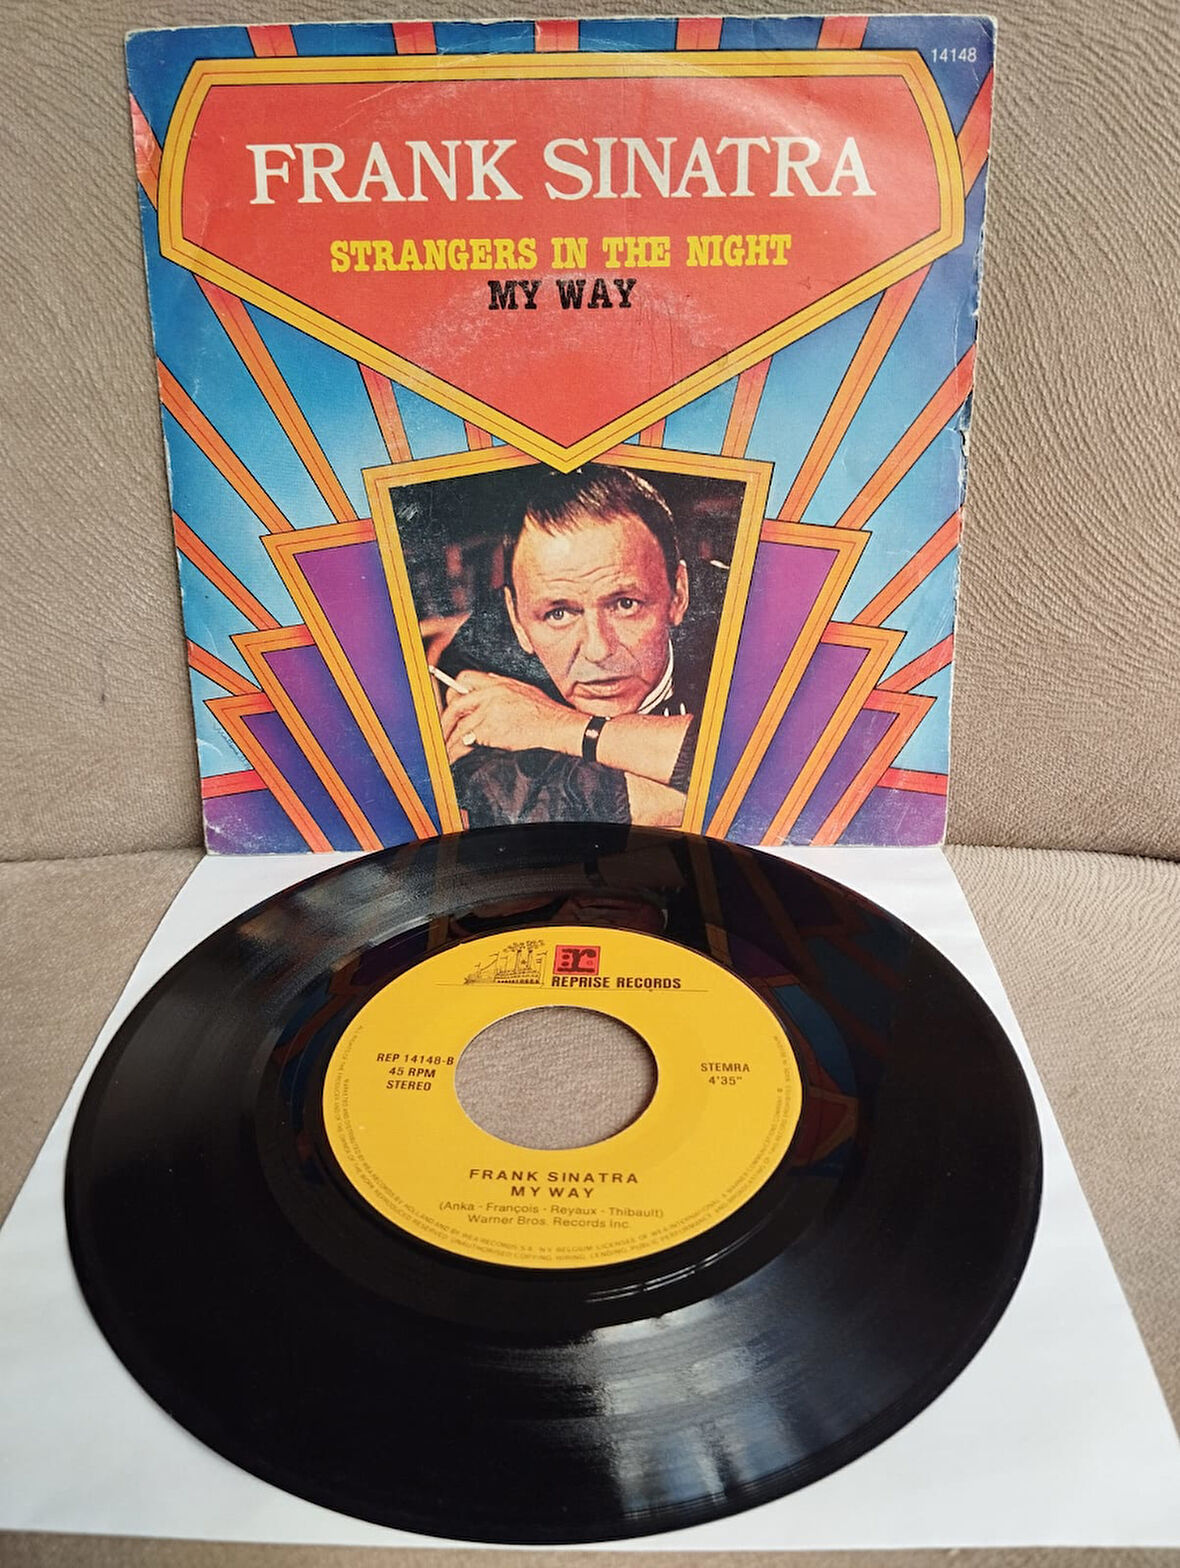 14148
FRANK SINATRA
STRANGERS IN THE NIGHT
MY WAY
r
REPRISE RECORDS
REP 14148-B
45 RPM
STEREO
STEMRA
4'35"
FRANK SINATRA
MY WAY
(Anka - François - Reyaux - Thibault)
Warner Bros. Records Inc.